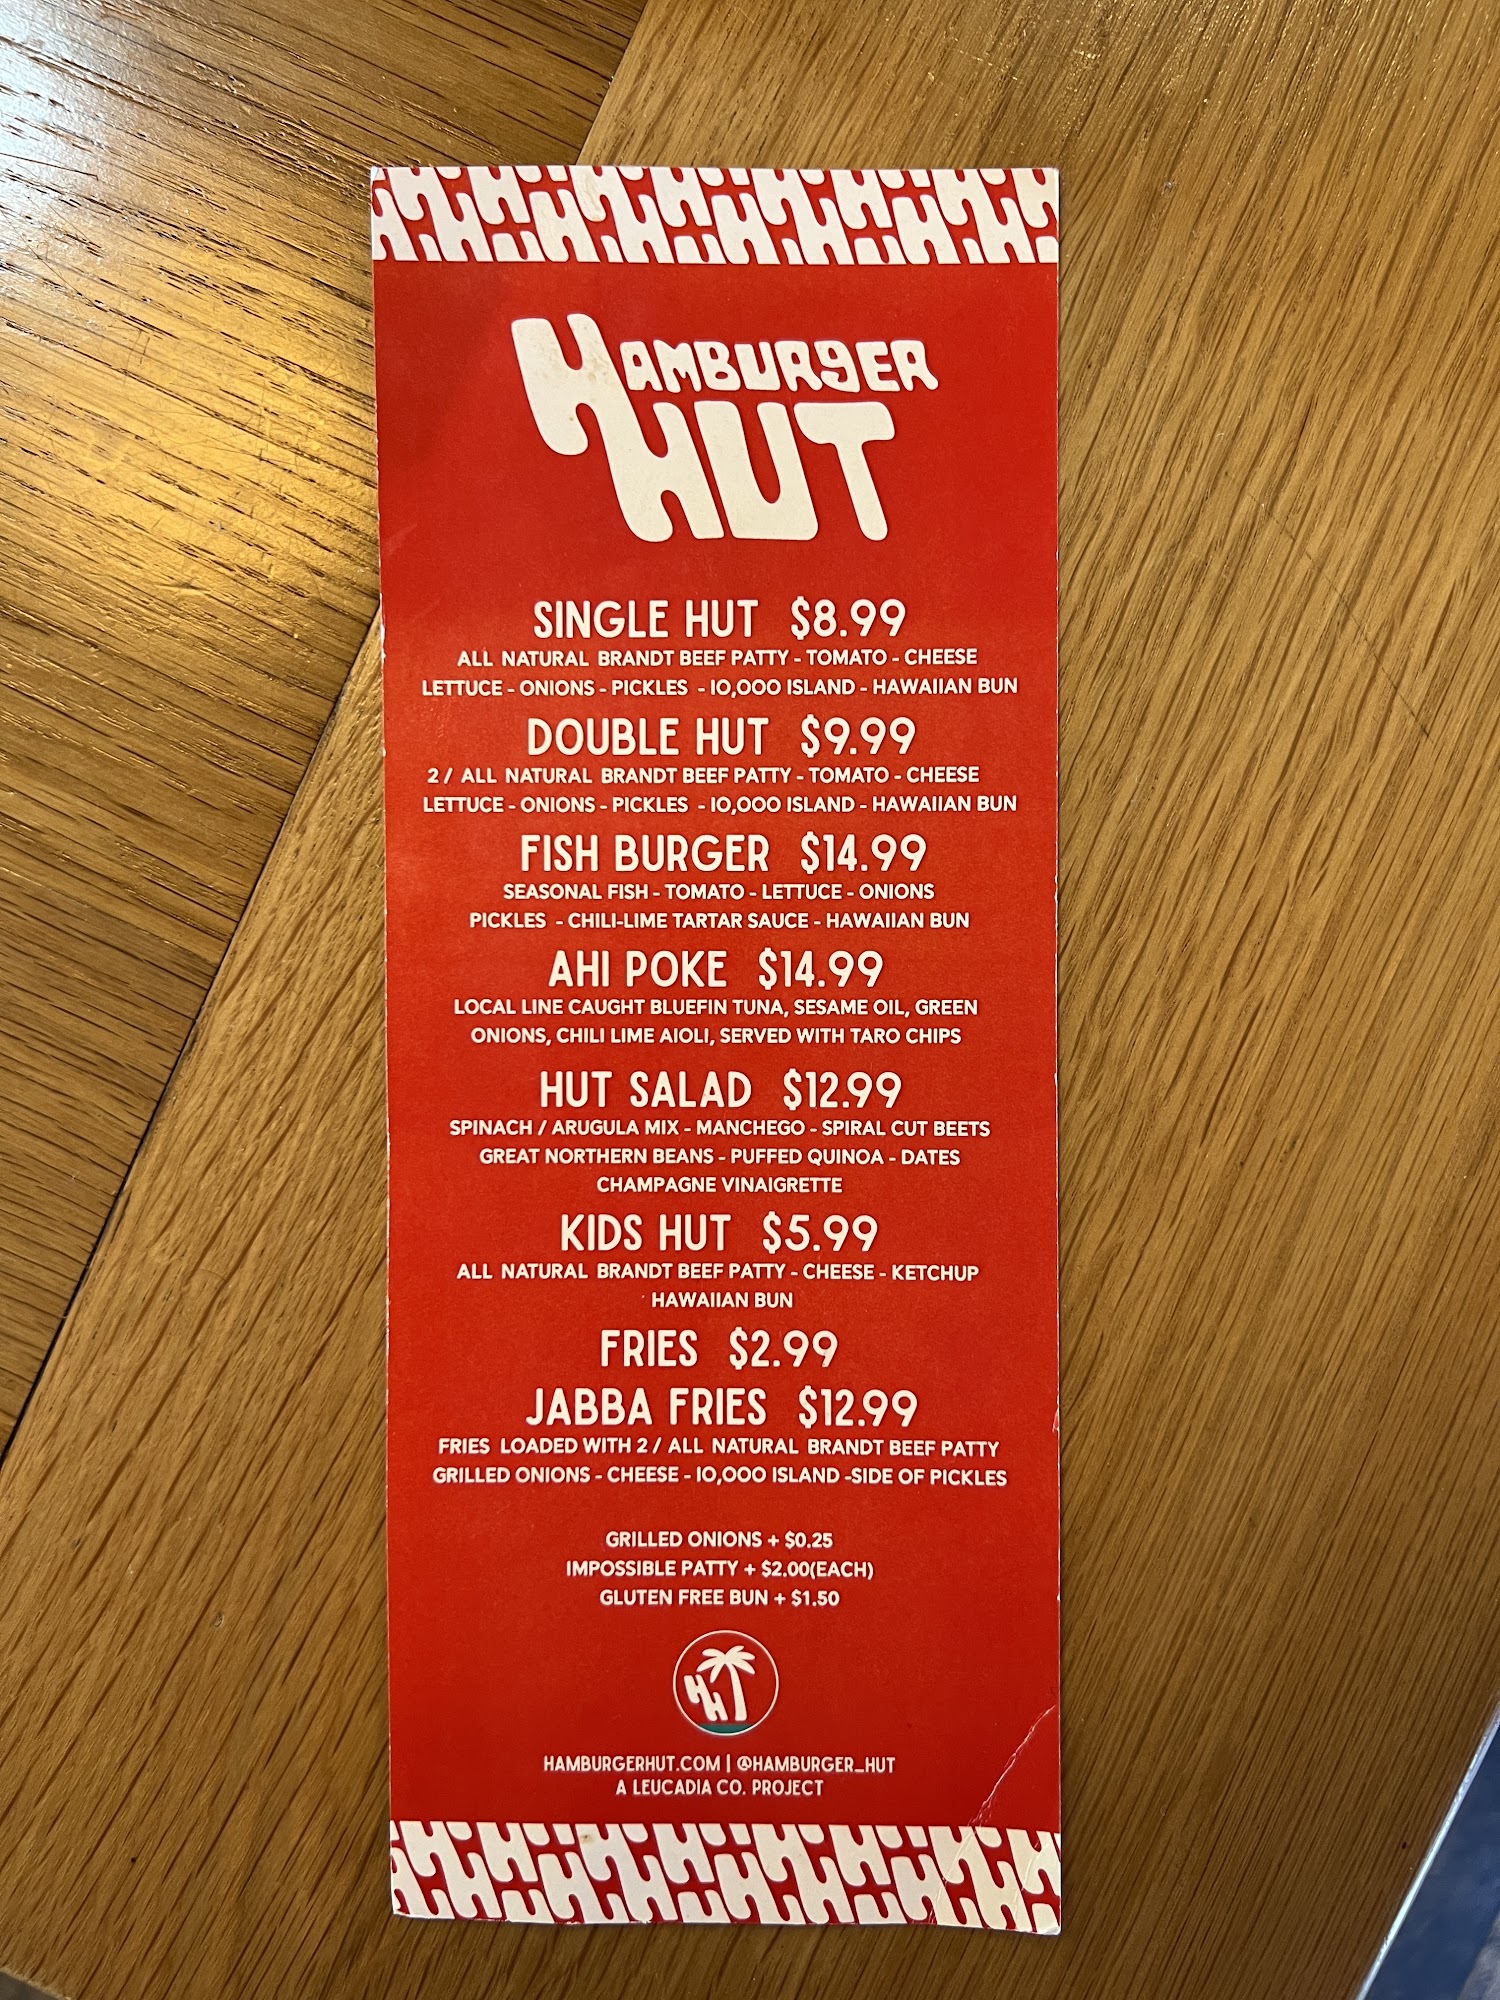 HAMBURGER
HUT
SINGLE HUT $8.99
ALL NATURAL BRANDT BEEF PATTY - TOMATO - CHEESE
LETTUCE - ONIONS - PICKLES - 10,000 ISLAND - HAWAIIAN BUN
DOUBLE HUT $9.99
2 / ALL NATURAL BRANDT BEEF PATTY - TOMATO - CHEESE
LETTUCE - ONIONS - PICKLES - 10,000 ISLAND - HAWAIIAN BUN
FISH BURGER $14.99
SEASONAL FISH - TOMATO - LETTUCE - ONIONS
PICKLES - CHILI-LIME TARTAR SAUCE - HAWAIIAN BUN
AHI POKE $14.99
LOCAL LINE CAUGHT BLUEFIN TUNA, SESAME OIL, GREEN
ONIONS, CHILI LIME AIOLI, SERVED WITH TARO CHIPS
HUT SALAD $12.99
SPINACH / ARUGULA MIX - MANCHEGO - SPIRAL CUT BEETS
GREAT NORTHERN BEANS - PUFFED QUINOA - DATES
CHAMPAGNE VINAIGRETTE
KIDS HUT $5.99
ALL NATURAL BRANDT BEEF PATTY - CHEESE - KETCHUP
HAWAIIAN BUN
FRIES $2.99
JABBA FRIES $12.99
FRIES LOADED WITH 2 / ALL NATURAL BRANDT BEEF PATTY
GRILLED ONIONS - CHEESE - 10,000 ISLAND -SIDE OF PICKLES
GRILLED ONIONS + $0.25
IMPOSSIBLE PATTY + $2.00(EACH)
GLUTEN FREE BUN + $1.50
HH
HAMBURGERHUT.COM | @HAMBURGER_HUT
A LEUCADIA CO. PROJECT